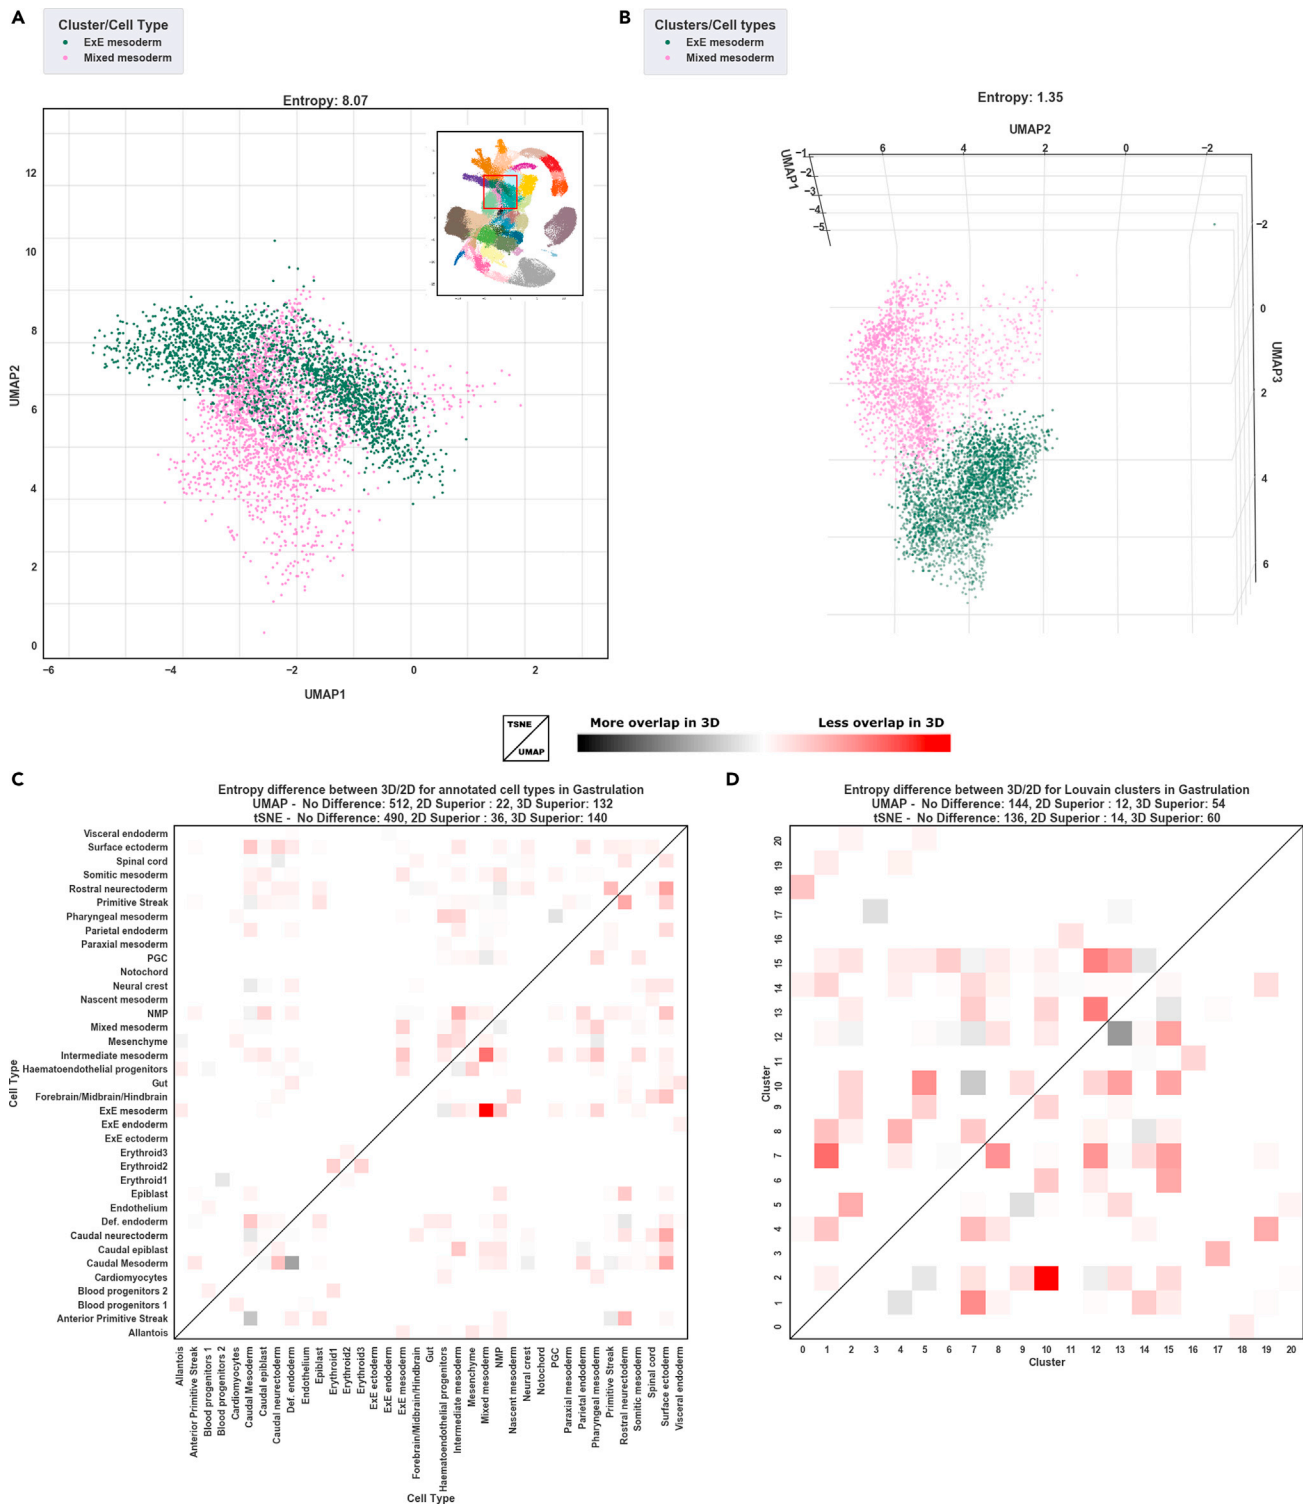 A
Cluster/Cell Type
ExE mesoderm
Mixed mesoderm
Entropy: 8.07
12
10
8
6
4
2
0
UMAP2
−6
−4
−2
0
2
UMAP1
B
Clusters/Cell types
ExE mesoderm
Mixed mesoderm
Entropy: 1.35
UMAP2
6
4
2
0
−2
UMAP1
−1
−2
−3
−4
−5
−2
0
2
4
6
UMAP3
TSNE
UMAP
More overlap in 3D
Less overlap in 3D
C
Entropy difference between 3D/2D for annotated cell types in Gastrulation
UMAP - No Difference: 512, 2D Superior : 22, 3D Superior: 132
tSNE - No Difference: 490, 2D Superior : 36, 3D Superior: 140
Visceral endoderm
Surface ectoderm
Spinal cord
Somitic mesoderm
Rostral neurectoderm
Primitive Streak
Pharyngeal mesoderm
Parietal endoderm
Paraxial mesoderm
PGC
Notochord
Neural crest
Nascent mesoderm
NMP
Mixed mesoderm
Mesenchyme
Intermediate mesoderm
Haematoendothelial progenitors
Gut
Forebrain/Midbrain/Hindbrain
ExE mesoderm
ExE endoderm
ExE ectoderm
Erythroid3
Erythroid2
Erythroid1
Epiblast
Endothelium
Def. endoderm
Caudal neurectoderm
Caudal epiblast
Caudal Mesoderm
Cardiomyocytes
Blood progenitors 2
Blood progenitors 1
Anterior Primitive Streak
Allantois
Cell Type
Allantois
Anterior Primitive Streak
Blood progenitors 1
Blood progenitors 2
Cardiomyocytes
Caudal Mesoderm
Caudal epiblast
Caudal neurectoderm
Def. endoderm
Endothelium
Epiblast
Erythroid1
Erythroid2
Erythroid3
ExE ectoderm
ExE endoderm
ExE mesoderm
Forebrain/Midbrain/Hindbrain
Gut
Haematoendothelial progenitors
Intermediate mesoderm
Mesenchyme
Mixed mesoderm
NMP
Nascent mesoderm
Neural crest
Notochord
PGC
Paraxial mesoderm
Parietal endoderm
Pharyngeal mesoderm
Primitive Streak
Rostral neurectoderm
Somitic mesoderm
Spinal cord
Surface ectoderm
Visceral endoderm
Cell Type
D
Entropy difference between 3D/2D for Louvain clusters in Gastrulation
UMAP - No Difference: 144, 2D Superior : 12, 3D Superior: 54
tSNE - No Difference: 136, 2D Superior : 14, 3D Superior: 60
20
19
18
17
16
15
14
13
12
11
10
9
8
7
6
5
4
3
2
1
0
Cluster
0
1
2
3
4
5
6
7
8
9
10
11
12
13
14
15
16
17
18
19
20
Cluster